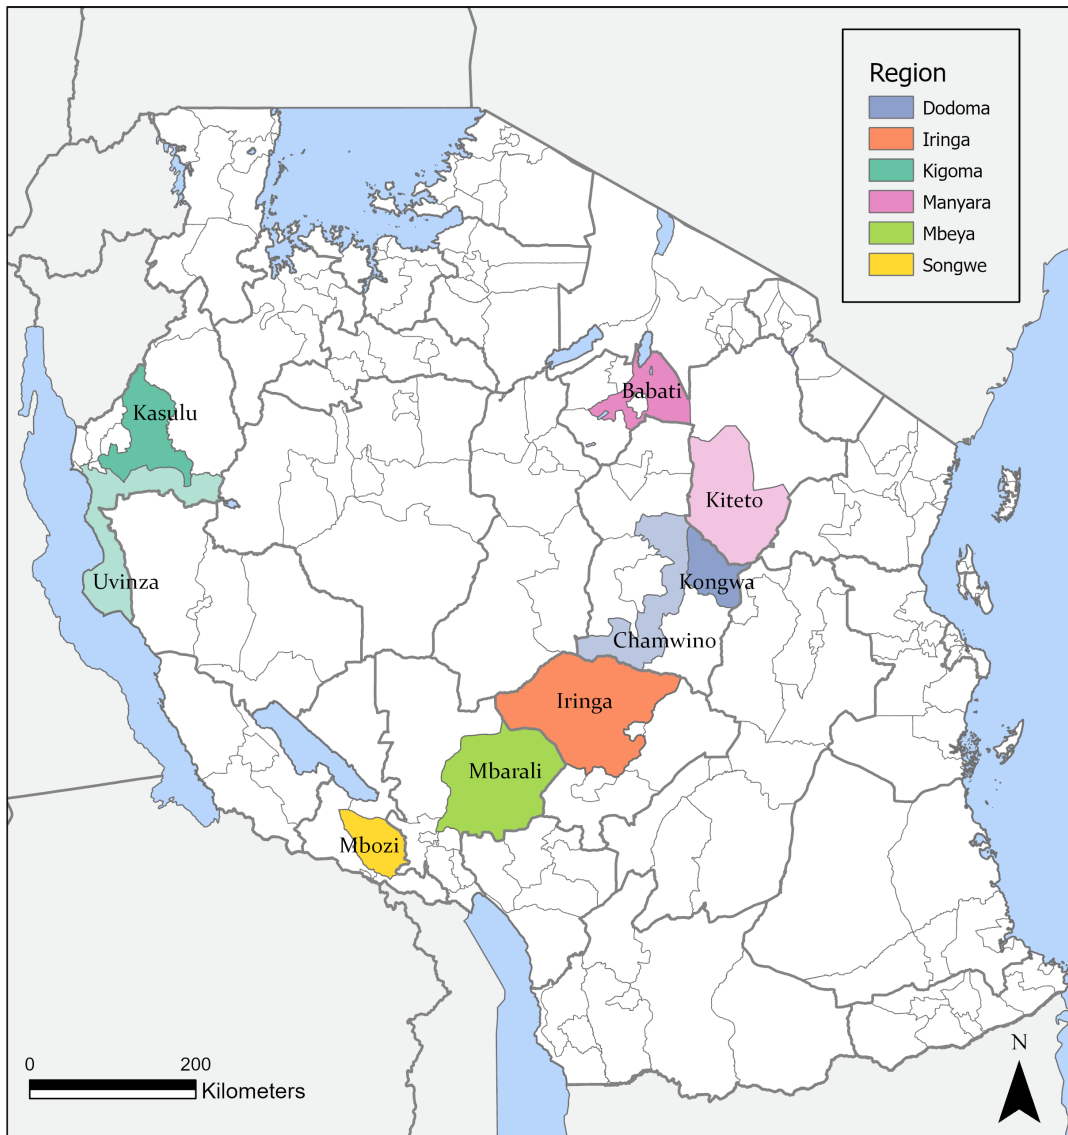 Region
Dodoma
Iringa
Kigoma
Manyara
Mbeya
Songwe
Babati
Kasulu
Kiteto
Uvinza
Kongwa
Chamwino
Iringa
Mbarali
Mbozi
N
0 200
Kilometers